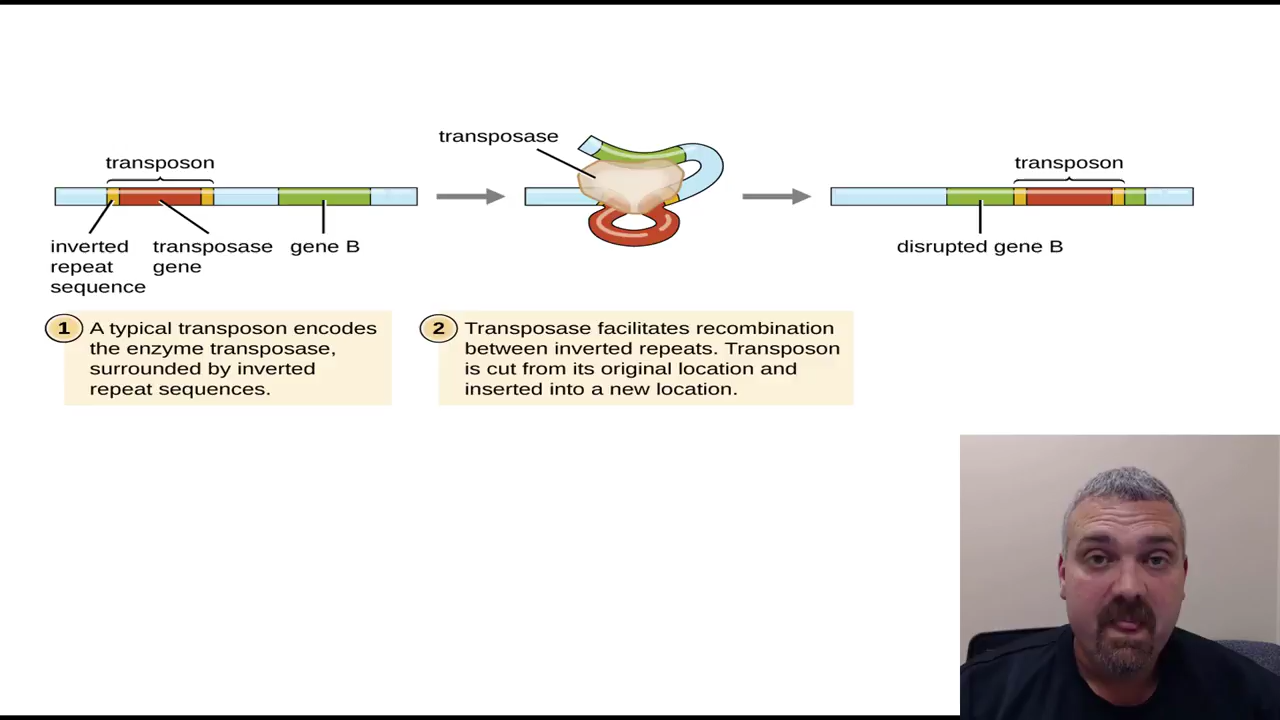 transposon
inverted
repeat
sequence
transposase
gene
gene B
transposase
transposon
disrupted gene B
1
A typical transposon encodes
the enzyme transposase,
surrounded by inverted
repeat sequences.
2
Transposase facilitates recombination
between inverted repeats. Transposon
is cut from its original location and
inserted into a new location.